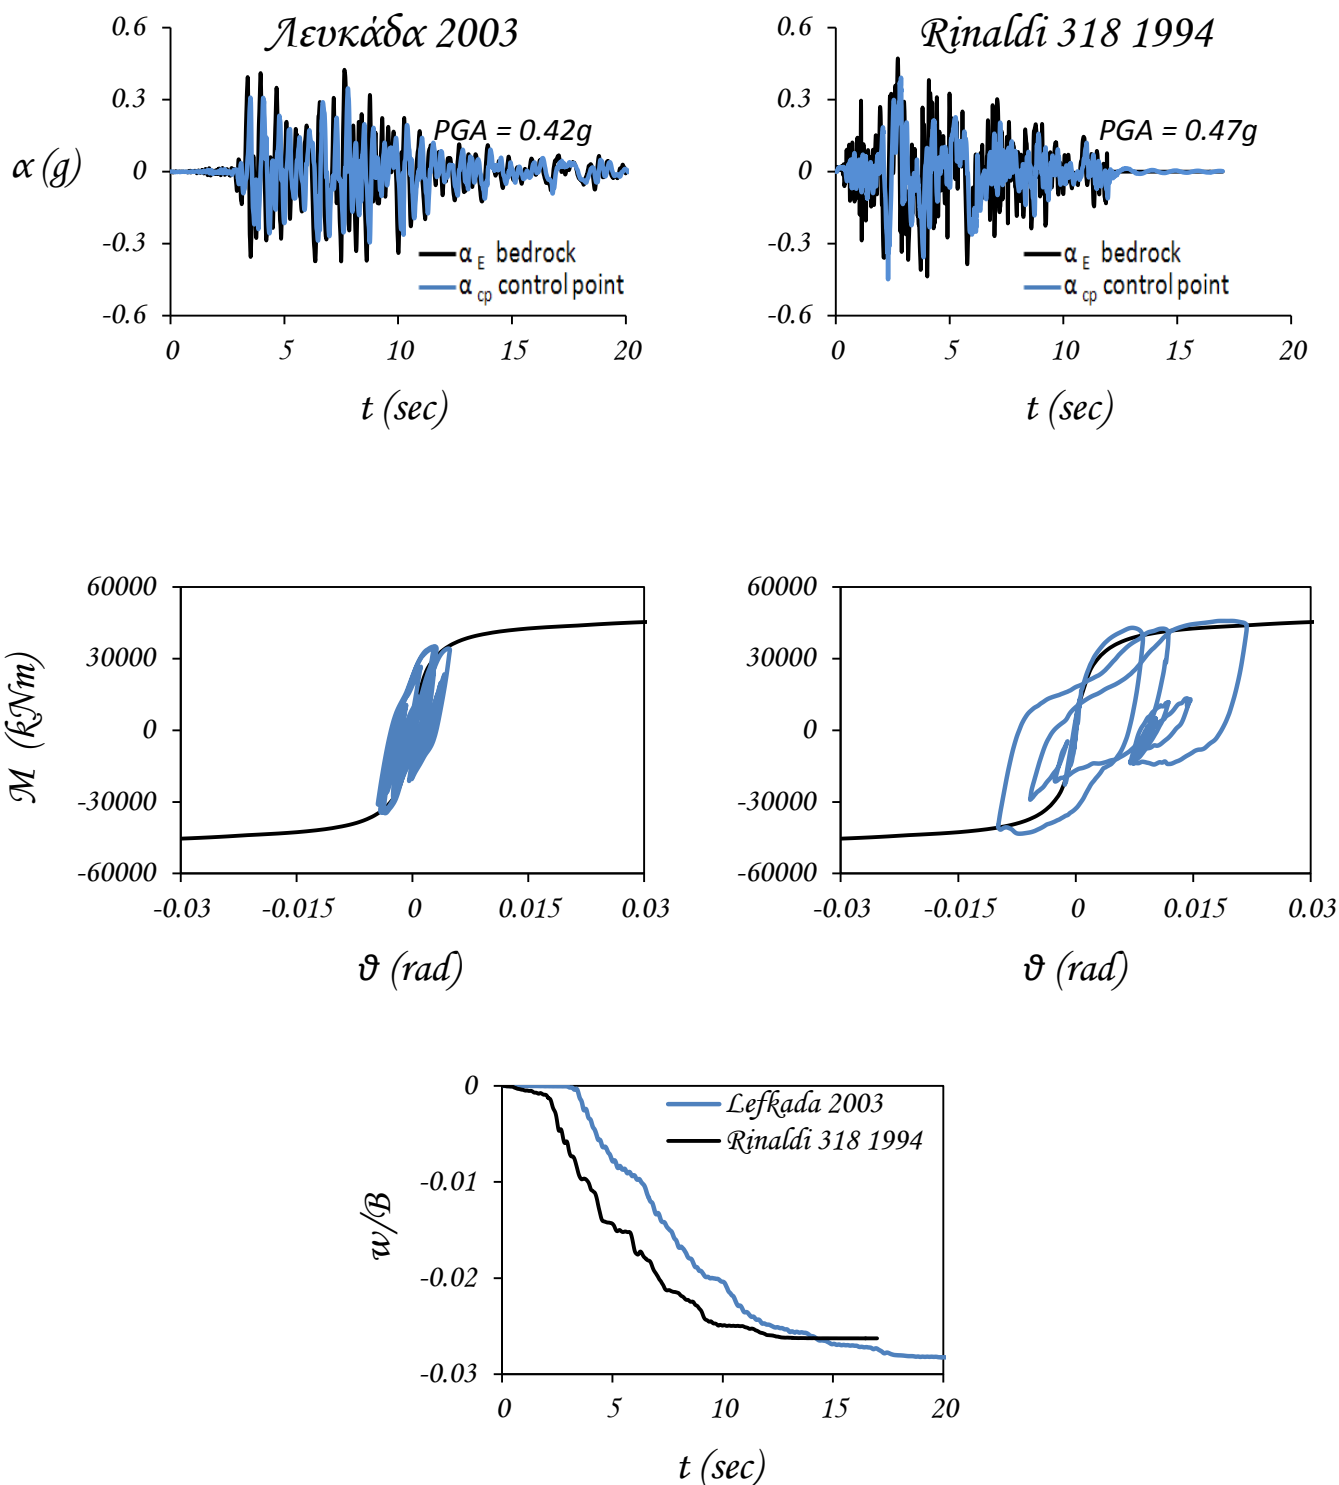 Λευκάδα 2003
0.6
0.3
0
-0.3
-0.6
α (g)
PGA = 0.42g
α E bedrock
α cp control point
0 5 10 15 20
t (sec)
Rinaldi 318 1994
0.6
0.3
0
-0.3
-0.6
PGA = 0.47g
α E bedrock
α cp control point
0 5 10 15 20
t (sec)
60000
30000
0
-30000
-60000
M (kNm)
-0.03 -0.015 0 0.015 0.03
ϑ (rad)
60000
30000
0
-30000
-60000
-0.03 -0.015 0 0.015 0.03
ϑ (rad)
0
-0.01
-0.02
-0.03
w/B
Lefkada 2003
Rinaldi 318 1994
0 5 10 15 20
t (sec)